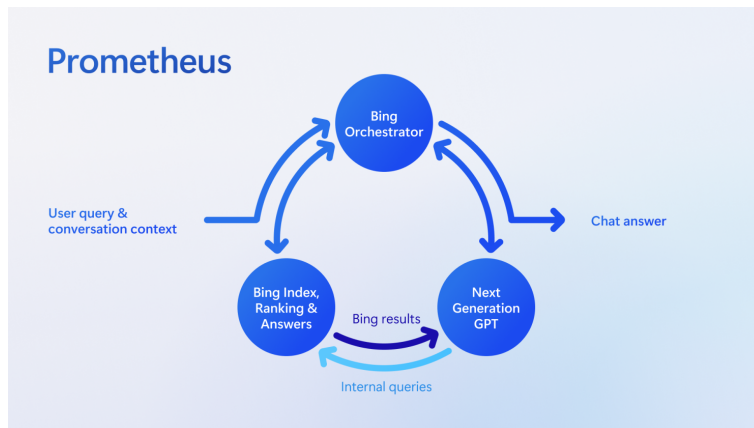 Prometheus
Bing
Orchestrator
User query &
conversation context
Chat answer
Bing Index,
Ranking &
Answers
Bing results
Next
Generation
GPT
Internal queries